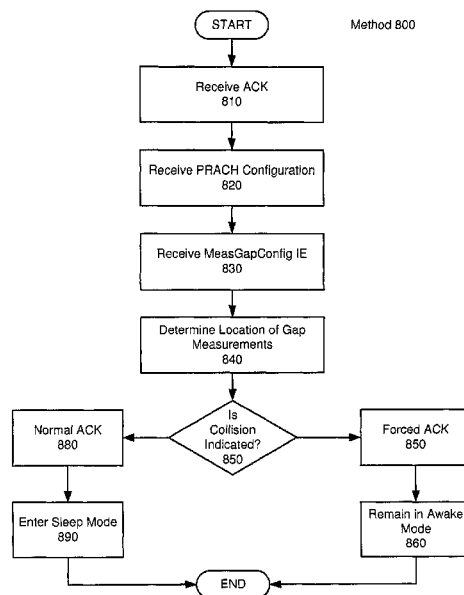 START
Method 800
Receive ACK
810
Receive PRACH Configuration
820
Receive MeasGapConfig IE
830
Determine Location of Gap
Measurements
840
Is
Collision
Indicated?
850
Normal ACK
880
Forced ACK
850
Enter Sleep Mode
890
Remain in Awake
Mode
860
END